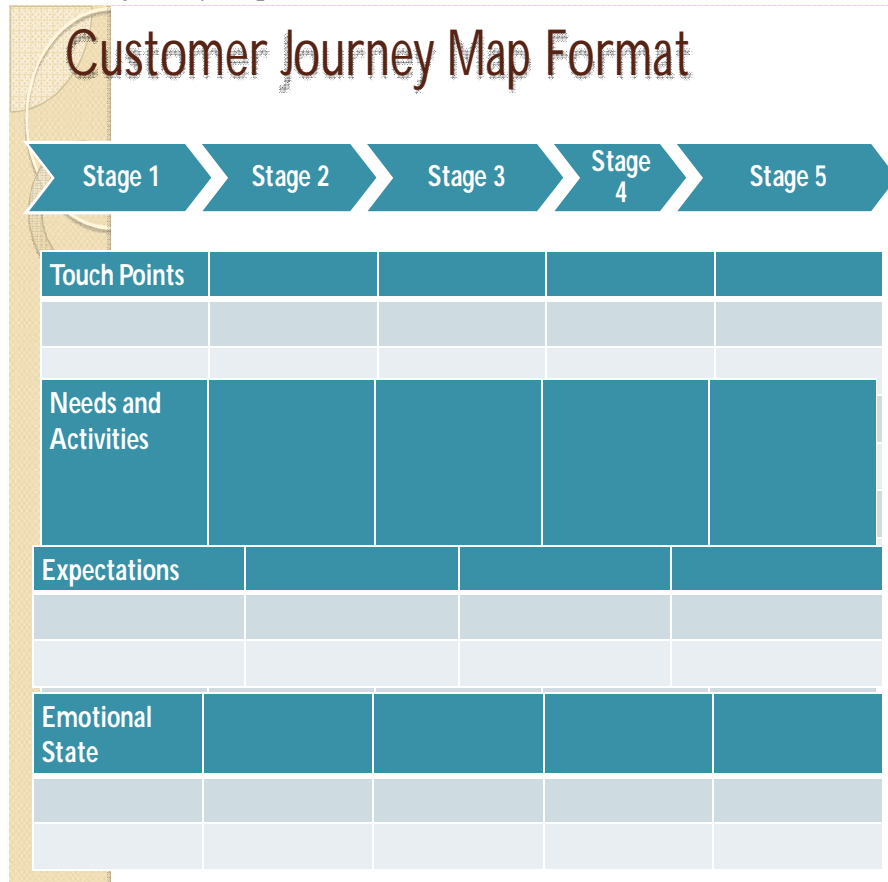 Customer Journey Map Format
Stage 1
Stage 2
Stage 3
Stage
4
Stage 5
Touch Points
Needs and
Activities
Expectations
Emotional
State